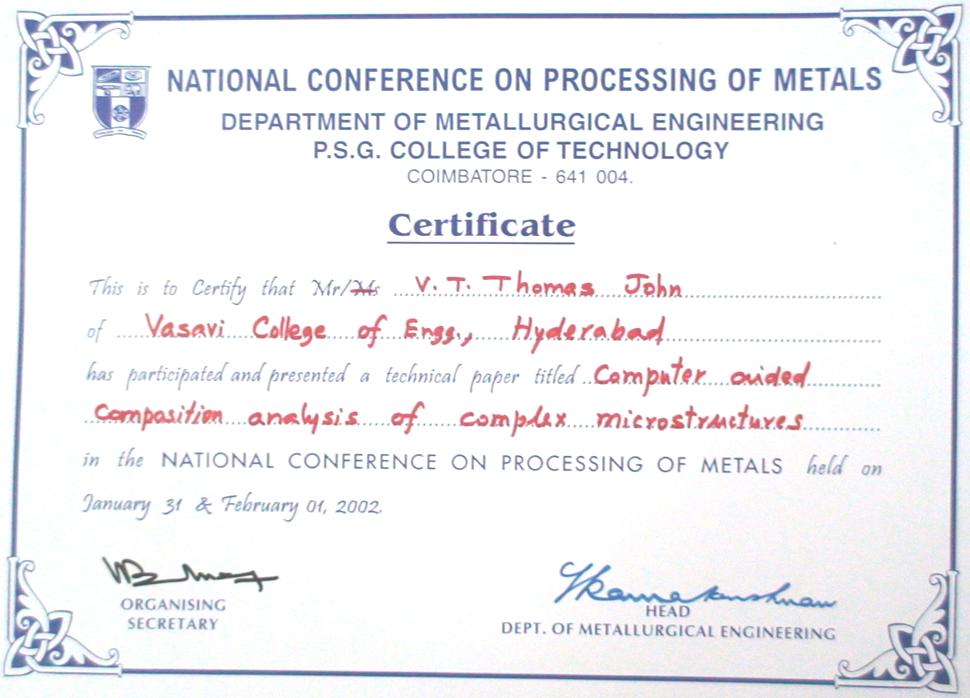 NATIONAL CONFERENCE ON PROCESSING OF METALS
DEPARTMENT OF METALLURGICAL ENGINEERING
P.S.G. COLLEGE OF TECHNOLOGY
COIMBATORE - 641 004.
Certificate
This is to Certify that Mr/Ms V. T. Thomas John
of Vasavi College of Engg., Hyderabad
has participated and presented a technical paper titled Computer aided
composition analysis of complex microstructures
in the NATIONAL CONFERENCE ON PROCESSING OF METALS held on
January 31 & February 01, 2002.
ORGANISING
SECRETARY
HEAD
DEPT. OF METALLURGICAL ENGINEERING